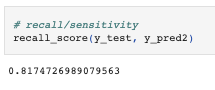 # recall/sensitivity
recall_score(y_test, y_pred2)
0.8174726989079563